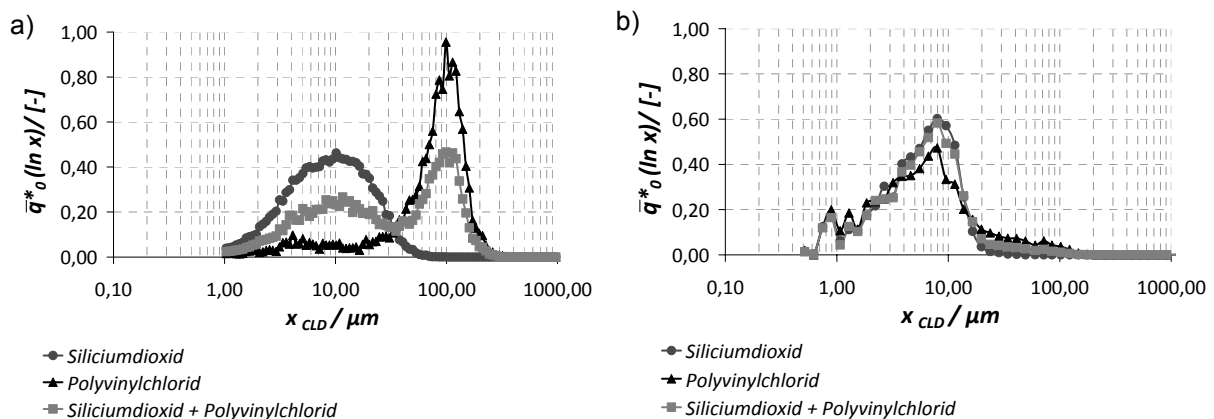 a)
q̅*₀ (ln x)/ [-]
1,00
0,80
0,60
0,40
0,20
0,00
0,10 1,00 10,00 100,00 1000,00
x CLD / µm
Siliciumdioxid
Polyvinylchlorid
Siliciumdioxid + Polyvinylchlorid
b)
q̅*₀ (ln x)/ [-]
1,00
0,80
0,60
0,40
0,20
0,00
0,10 1,00 10,00 100,00 1000,00
x CLD / µm
Siliciumdioxid
Polyvinylchlorid
Siliciumdioxid + Polyvinylchlorid